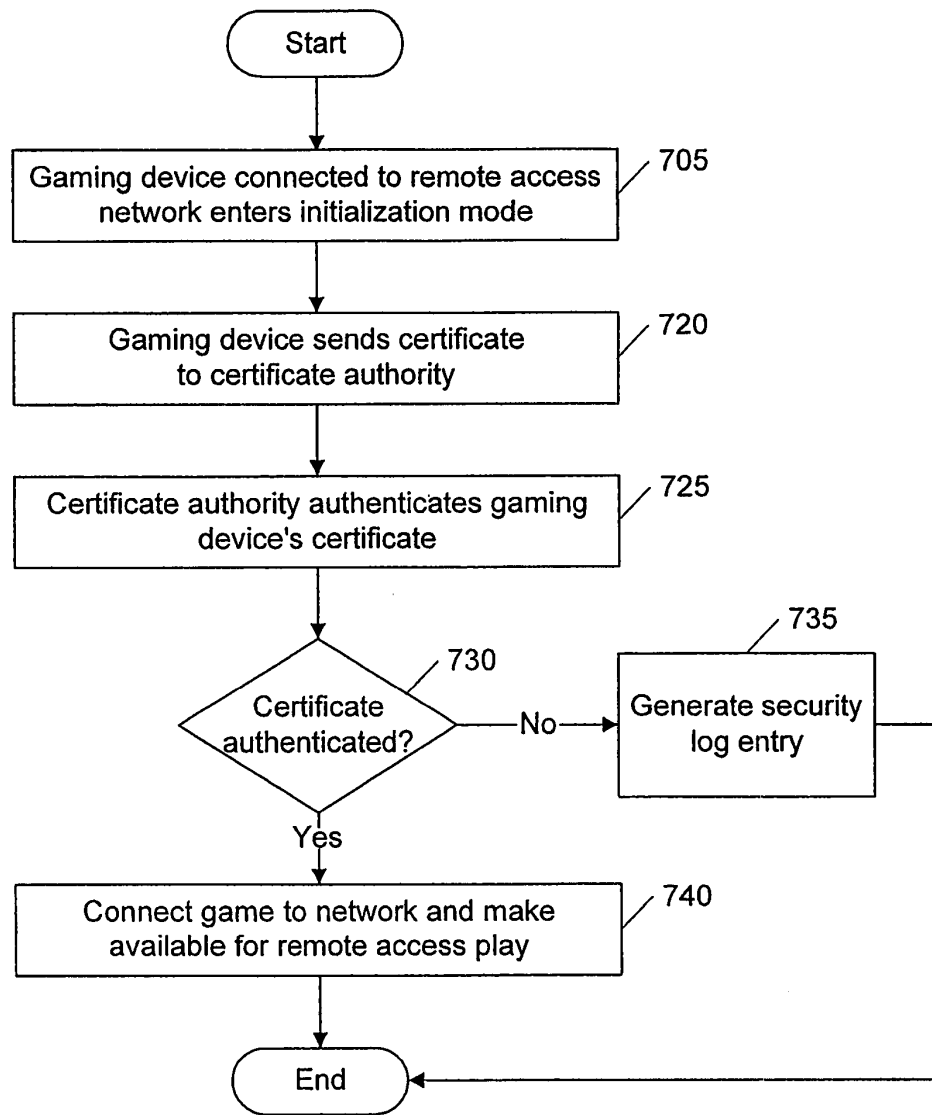 Start
705
Gaming device connected to remote access
network enters initialization mode
720
Gaming device sends certificate
to certificate authority
725
Certificate authority authenticates gaming
device's certificate
735
730
Certificate
authenticated?
No
Generate security
log entry
Yes
740
Connect game to network and make
available for remote access play
End